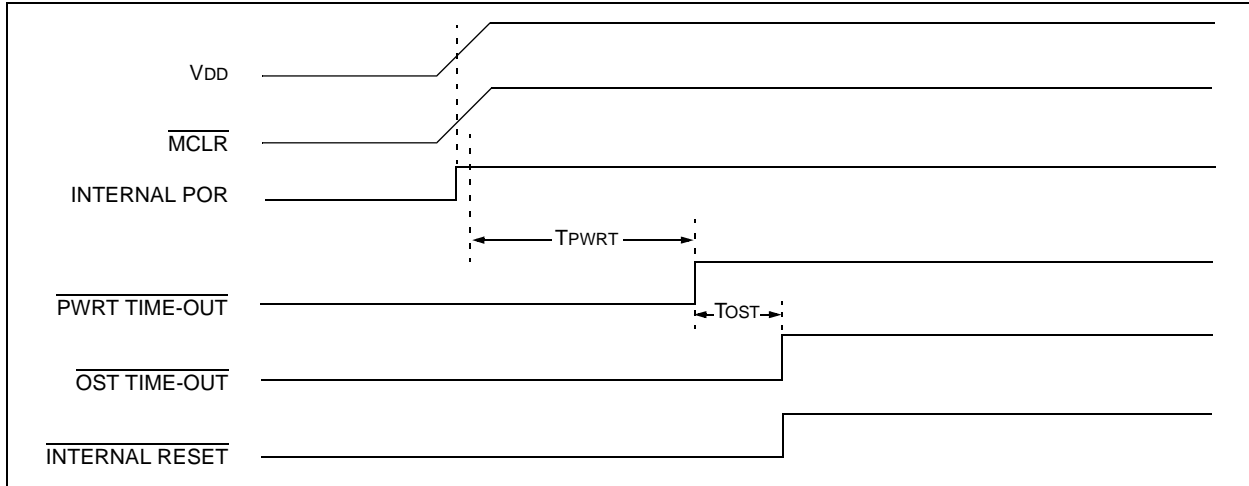 VDD
MCLR
INTERNAL POR
TPWRT
PWRT TIME-OUT
TOST
OST TIME-OUT
INTERNAL RESET